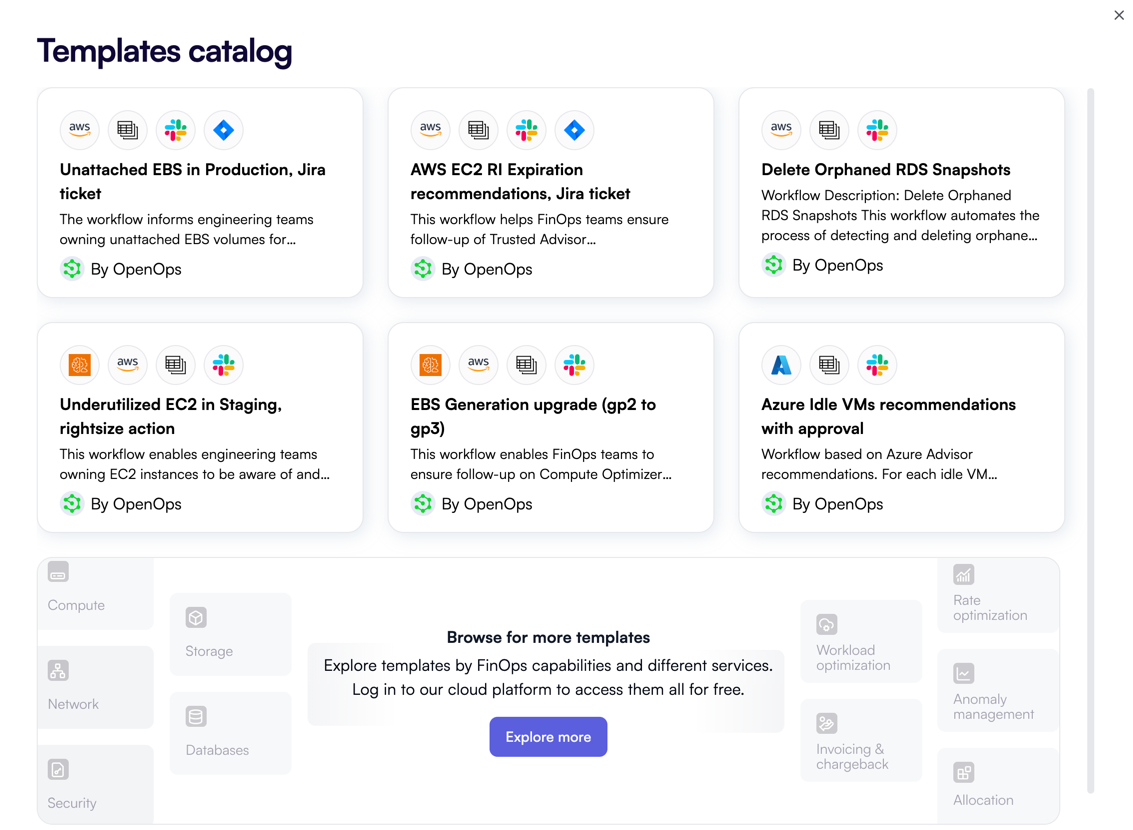 Templates catalog
aws
Unattached EBS in Production, Jira
ticket
The workflow informs engineering teams
owning unattached EBS volumes for...
By OpenOps
aws
AWS EC2 RI Expiration
recommendations, Jira ticket
This workflow helps FinOps teams ensure
follow-up of Trusted Advisor...
By OpenOps
aws
Delete Orphaned RDS Snapshots
Workflow Description: Delete Orphaned
RDS Snapshots This workflow automates the
process of detecting and deleting orphane...
By OpenOps
aws
Underutilized EC2 in Staging,
rightsize action
This workflow enables engineering teams
owning EC2 instances to be aware of and...
By OpenOps
aws
EBS Generation upgrade (gp2 to
gp3)
This workflow enables FinOps teams to
ensure follow-up on Compute Optimizer...
By OpenOps
Azure Idle VMs recommendations
with approval
Workflow based on Azure Advisor
recommendations. For each idle VM...
By OpenOps
Compute
Network
Security
Storage
Databases
Browse for more templates
Explore templates by FinOps capabilities and different services.
Log in to our cloud platform to access them all for free.
Explore more
Workload
optimization
Invoicing &
chargeback
Rate
optimization
Anomaly
management
Allocation